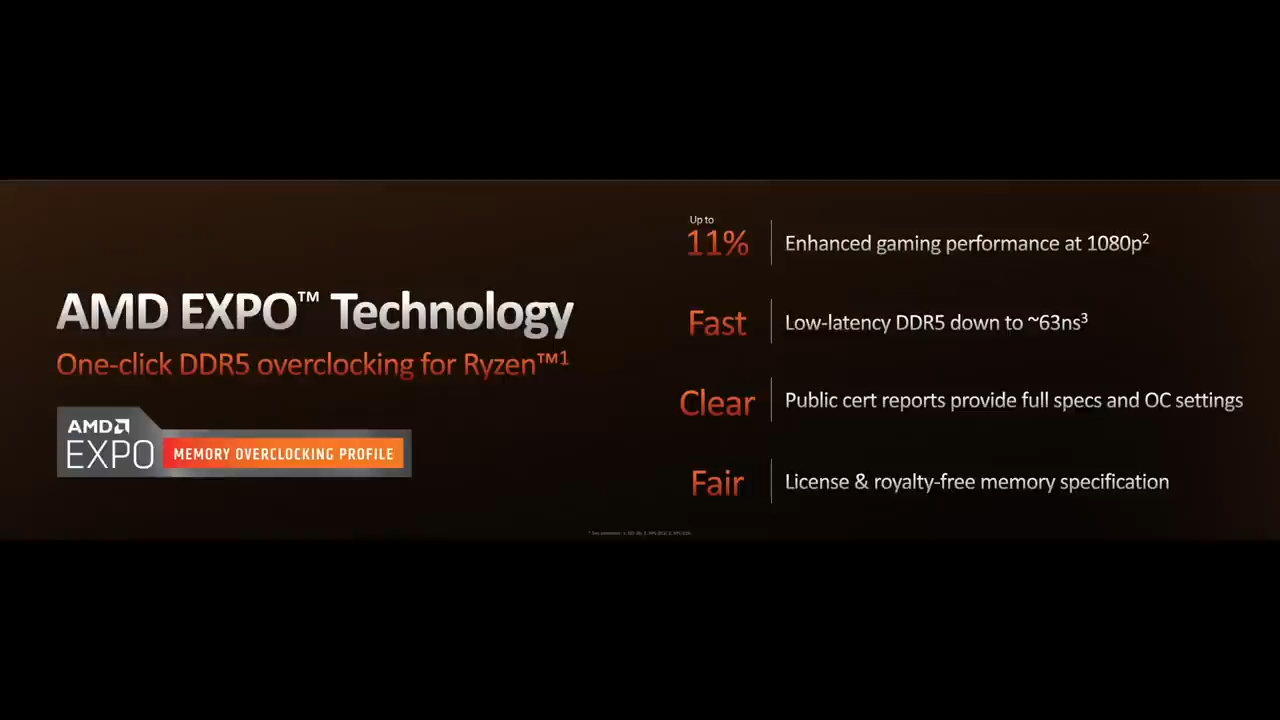 AMD EXPO™ Technology
One-click DDR5 overclocking for Ryzen™¹
AMD
EXPO
MEMORY OVERCLOCKING PROFILE
Up to
11%
Enhanced gaming performance at 1080p²
Fast
Low-latency DDR5 down to ~63ns³
Clear
Public cert reports provide full specs and OC settings
Fair
License & royalty-free memory specification